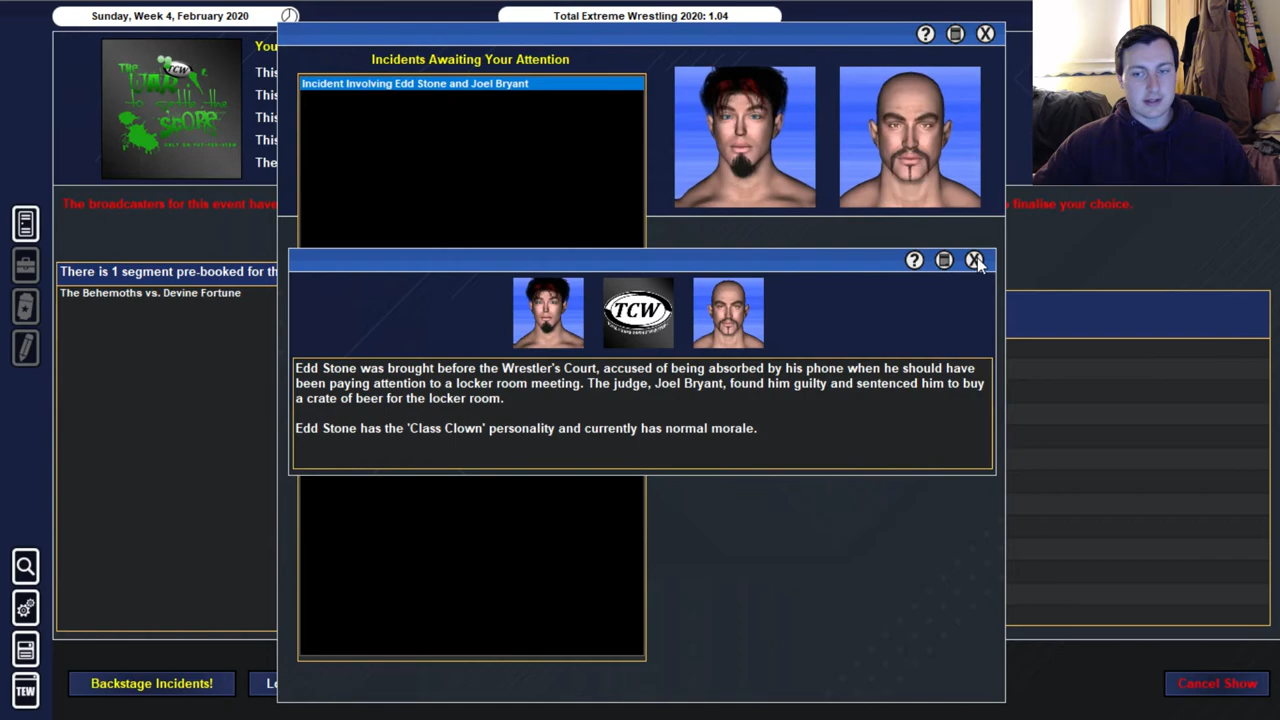 Sunday, Week 4, February 2020
Total Extreme Wrestling 2020: 1.04
TCW
You
This
This
This
This
The
Incidents Awaiting Your Attention
Incident Involving Edd Stone and Joel Bryant
The broadcasters for this event have
o finalise your choice.
There is 1 segment pre-booked for th
The Behemoths vs. Devine Fortune
TCW
Edd Stone was brought before the Wrestler's Court, accused of being absorbed by his phone when he should have
been paying attention to a locker room meeting. The judge, Joel Bryant, found him guilty and sentenced him to buy
a crate of beer for the locker room.
Edd Stone has the 'Class Clown' personality and currently has normal morale.
TEW
Backstage Incidents!
Cancel Show